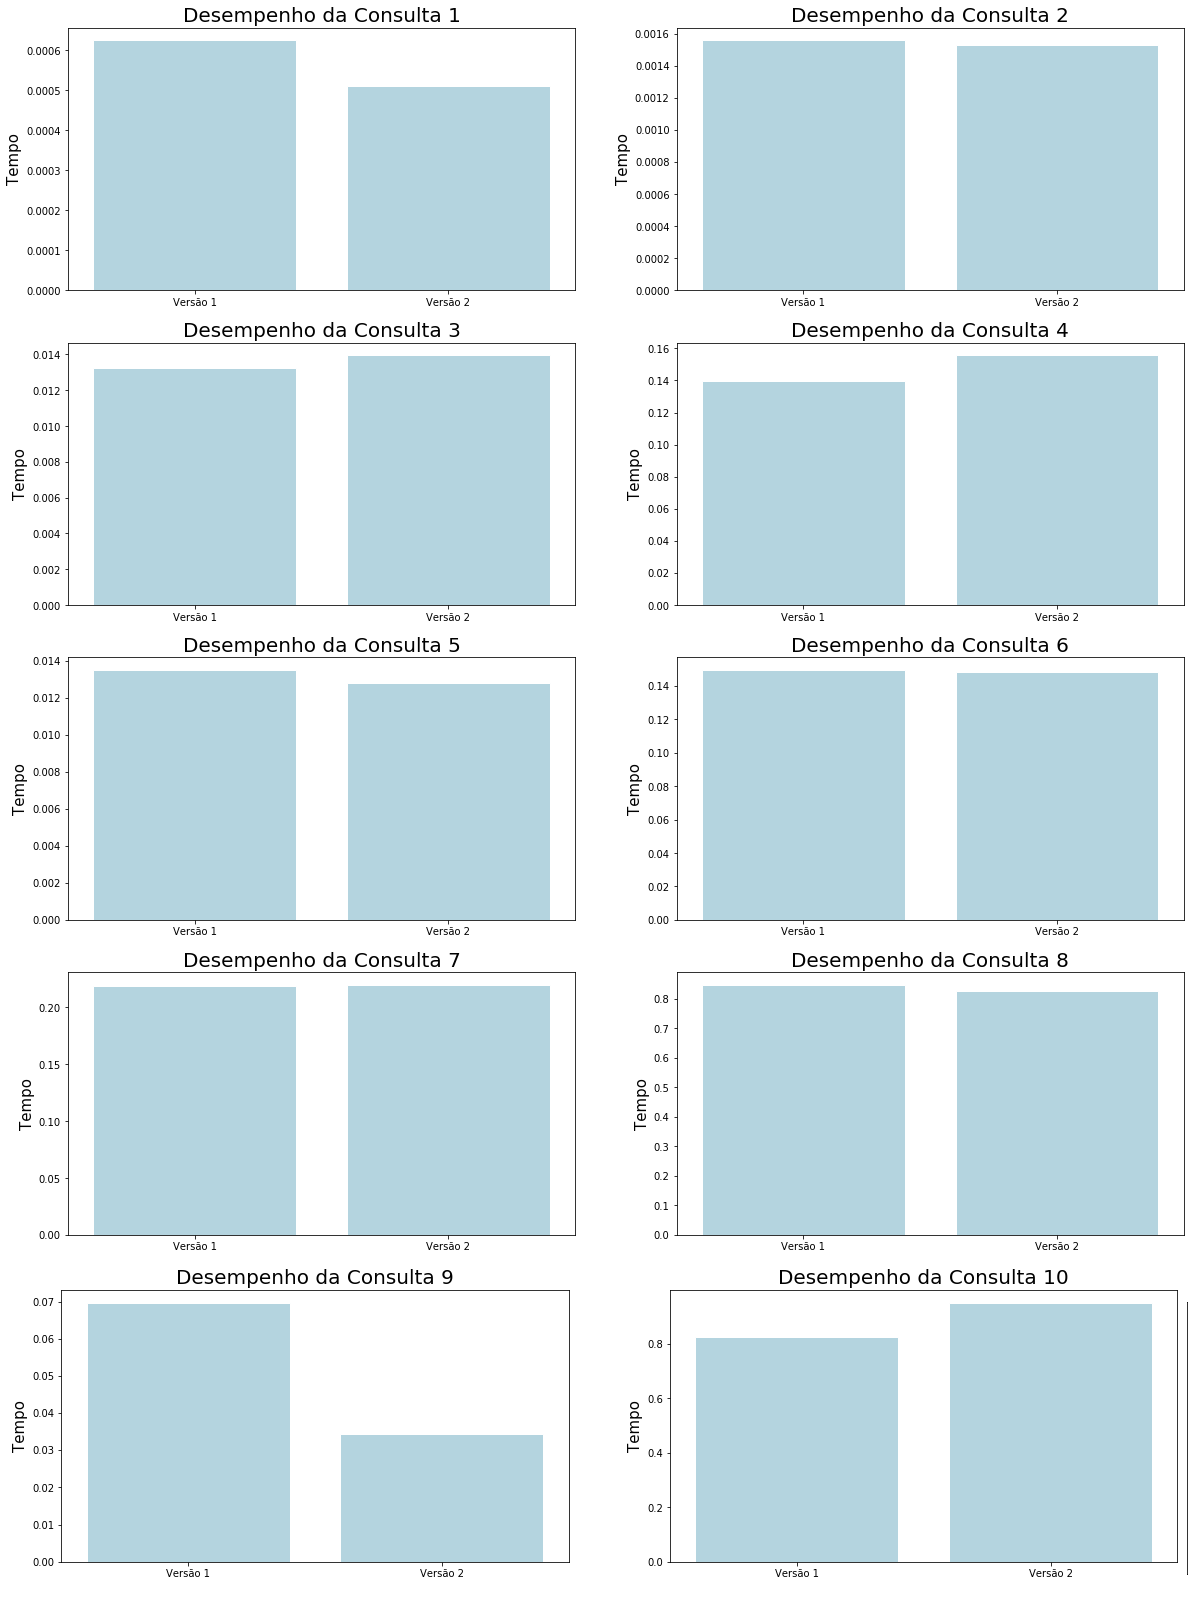 Desempenho da Consulta 1
Tempo
0.0006
0.0005
0.0004
0.0003
0.0002
0.0001
0.0000
Versão 1 Versão 2
Desempenho da Consulta 2
Tempo
0.0016
0.0014
0.0012
0.0010
0.0008
0.0006
0.0004
0.0002
0.0000
Versão 1 Versão 2
Desempenho da Consulta 3
Tempo
0.014
0.012
0.010
0.008
0.006
0.004
0.002
0.000
Versão 1 Versão 2
Desempenho da Consulta 4
Tempo
0.16
0.14
0.12
0.10
0.08
0.06
0.04
0.02
0.00
Versão 1 Versão 2
Desempenho da Consulta 5
Tempo
0.014
0.012
0.010
0.008
0.006
0.004
0.002
0.000
Versão 1 Versão 2
Desempenho da Consulta 6
Tempo
0.14
0.12
0.10
0.08
0.06
0.04
0.02
0.00
Versão 1 Versão 2
Desempenho da Consulta 7
Tempo
0.20
0.15
0.10
0.05
0.00
Versão 1 Versão 2
Desempenho da Consulta 8
Tempo
0.8
0.7
0.6
0.5
0.4
0.3
0.2
0.1
0.0
Versão 1 Versão 2
Desempenho da Consulta 9
Tempo
0.07
0.06
0.05
0.04
0.03
0.02
0.01
0.00
Versão 1 Versão 2
Desempenho da Consulta 10
Tempo
0.8
0.6
0.4
0.2
0.0
Versão 1 Versão 2